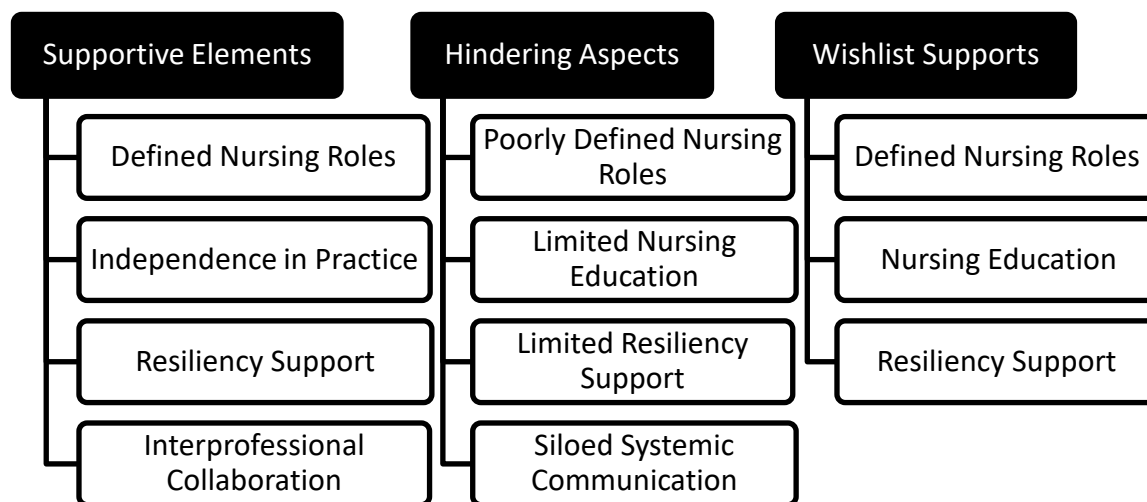 Supportive Elements
Defined Nursing Roles
Independence in Practice
Resiliency Support
Interprofessional
Collaboration
Hindering Aspects
Poorly Defined Nursing
Roles
Limited Nursing
Education
Limited Resiliency
Support
Siloed Systemic
Communication
Wishlist Supports
Defined Nursing Roles
Nursing Education
Resiliency Support